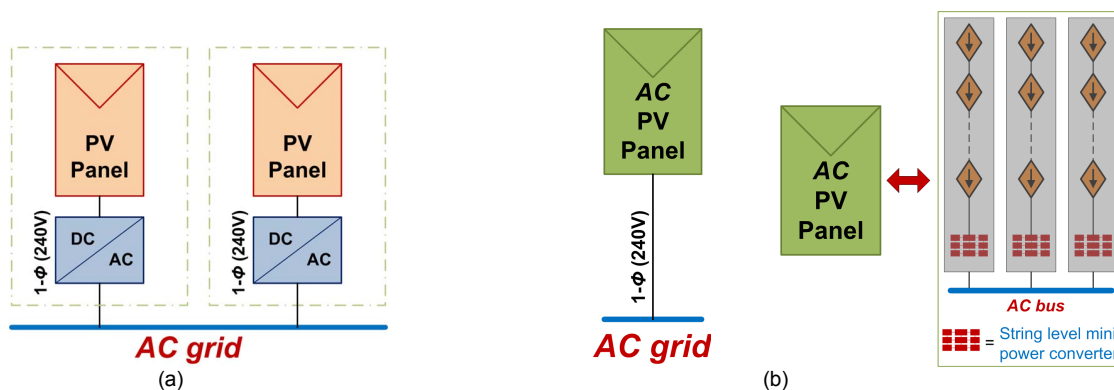 PV
Panel
DC
AC
1-Φ (240V)
PV
Panel
DC
AC
1-Φ (240V)
AC grid
(a)
AC
PV
Panel
1-Φ (240V)
AC grid
AC
PV
Panel
AC bus
= String level mini
power converter
(b)